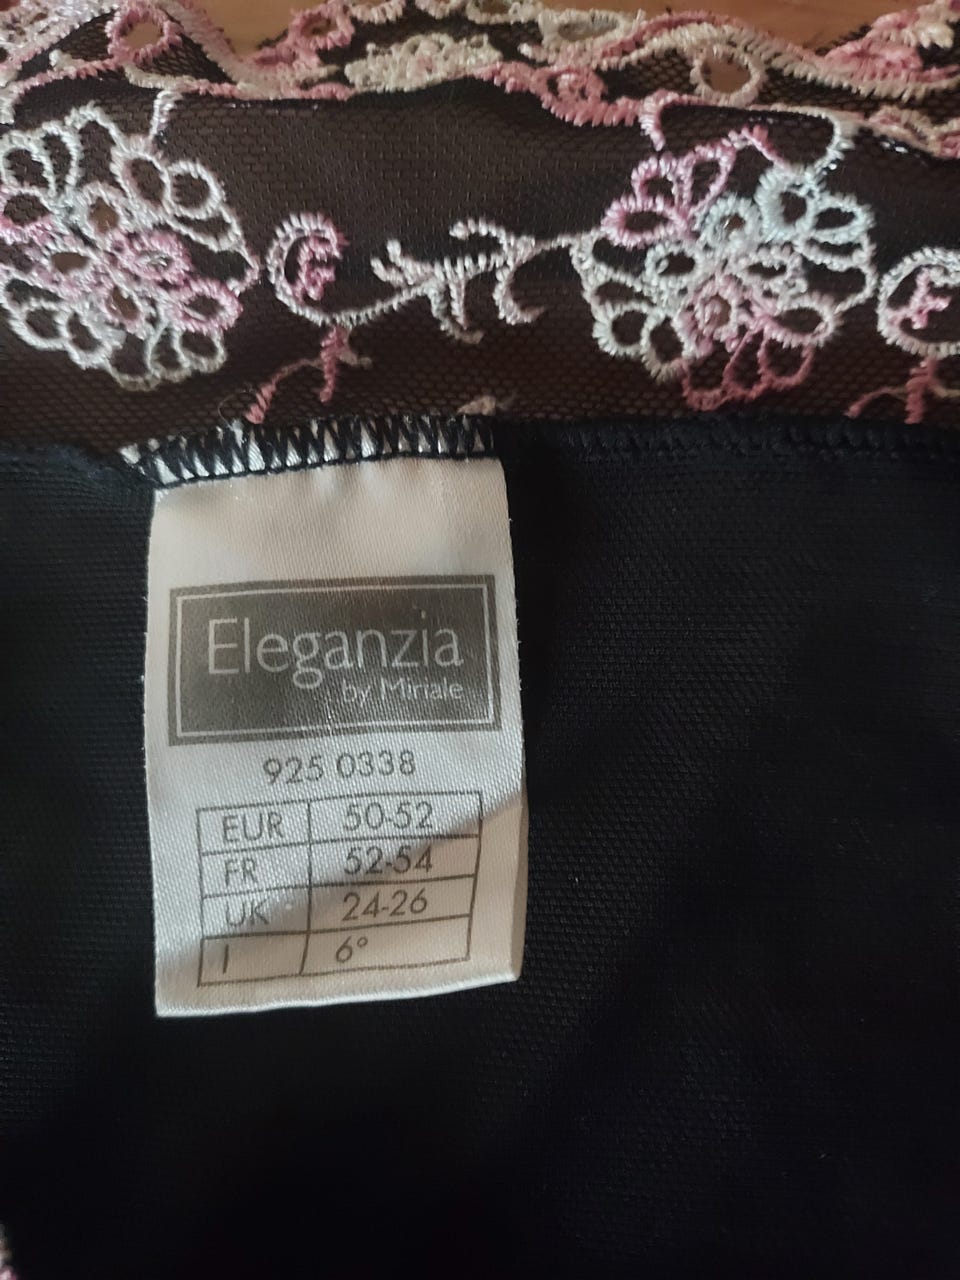 Eleganzia
by Miriale
925 0338
EUR 50-52
FR 52-54
UK 24-26
I 6°